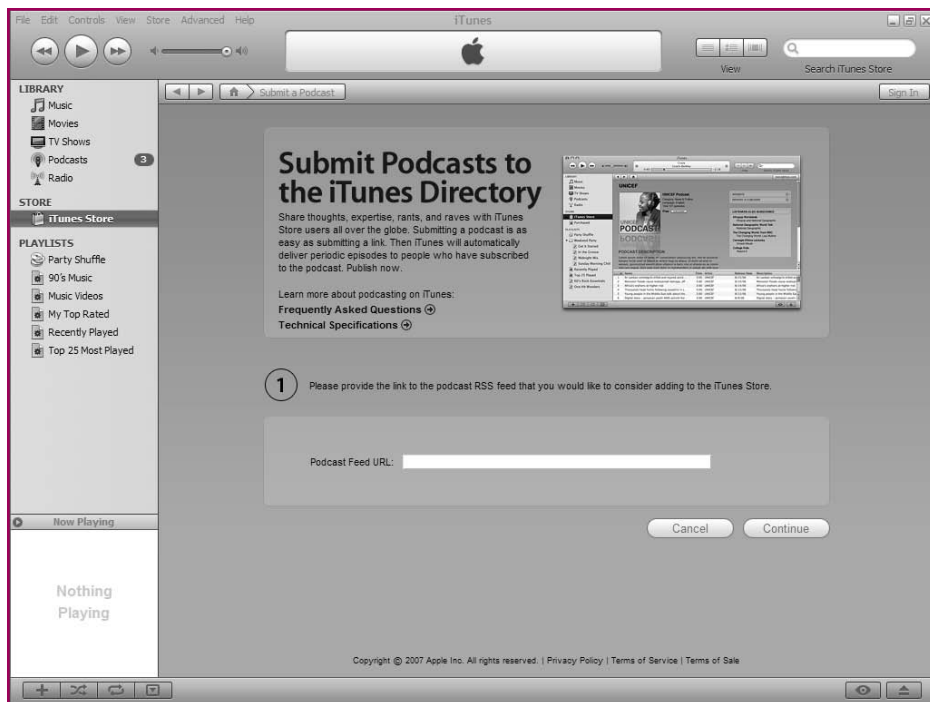 File Edit Controls View Store Advanced Help
iTunes
View
Search iTunes Store
LIBRARY
Music
Movies
TV Shows
Podcasts 3
Radio
STORE
iTunes Store
PLAYLISTS
Party Shuffle
90's Music
Music Videos
My Top Rated
Recently Played
Top 25 Most Played
Now Playing
Nothing
Playing
Submit a Podcast
Sign In
Submit Podcasts to
the iTunes Directory
Share thoughts, expertise, rants, and raves with iTunes
Store users all over the globe. Submitting a podcast is as
easy as submitting a link. Then iTunes will automatically
deliver periodic episodes to people who have subscribed
to the podcast. Publish now.
Learn more about podcasting on iTunes:
Frequently Asked Questions
Technical Specifications
UNICEF
UNICEF Podcast
PODCAST
1 Please provide the link to the podcast RSS feed that you would like to consider adding to the iTunes Store.
Podcast Feed URL:
Cancel Continue
Copyright © 2007 Apple Inc. All rights reserved. | Privacy Policy | Terms of Service | Terms of Sale